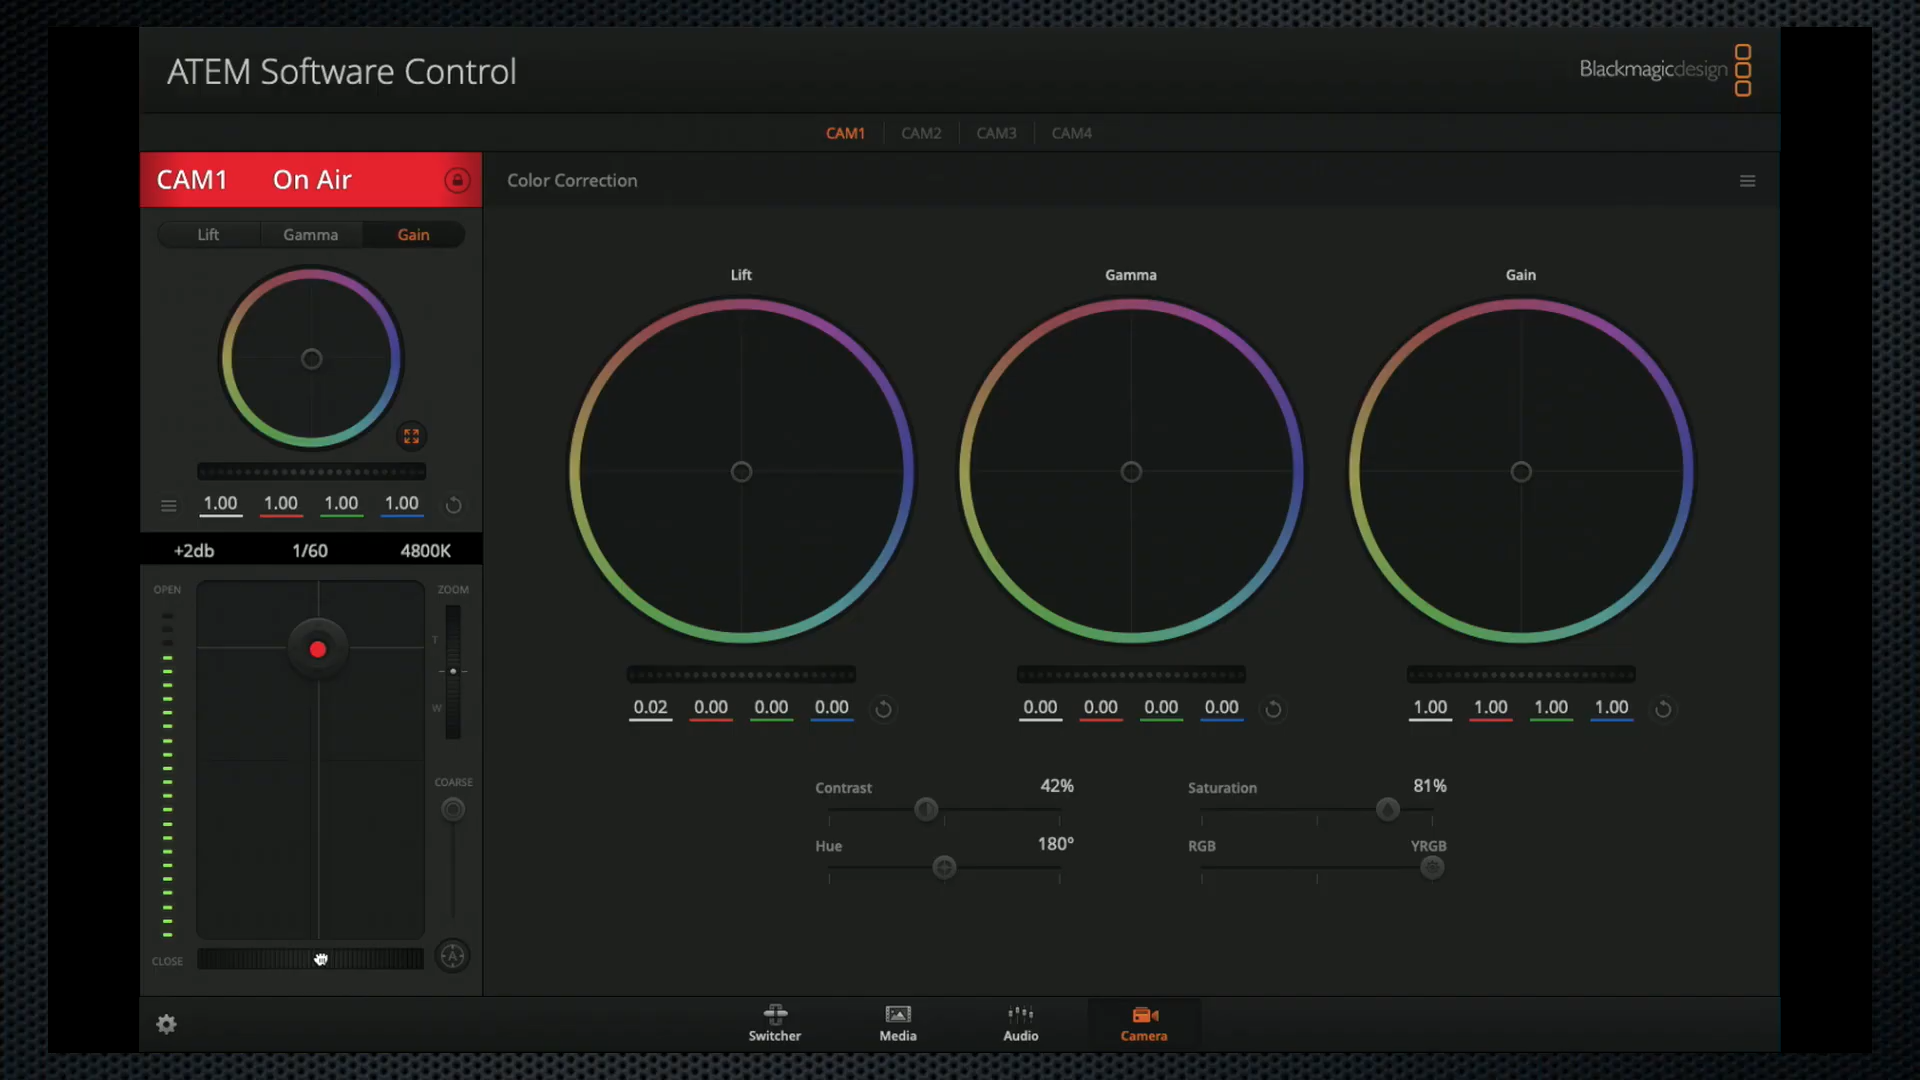 ATEM Software Control
Blackmagicdesign
CAM1 CAM2 CAM3 CAM4
CAM1 On Air
Color Correction
Lift Gamma Gain
Lift Gamma Gain
1.00 1.00 1.00 1.00
+2db 1/60 4800K
OPEN
ZOOM
T
W
COARSE
CLOSE
A
0.02 0.00 0.00 0.00
0.00 0.00 0.00 0.00
1.00 1.00 1.00 1.00
Contrast 42%
Saturation 81%
Hue 180°
RGB YRGB
Switcher Media Audio Camera